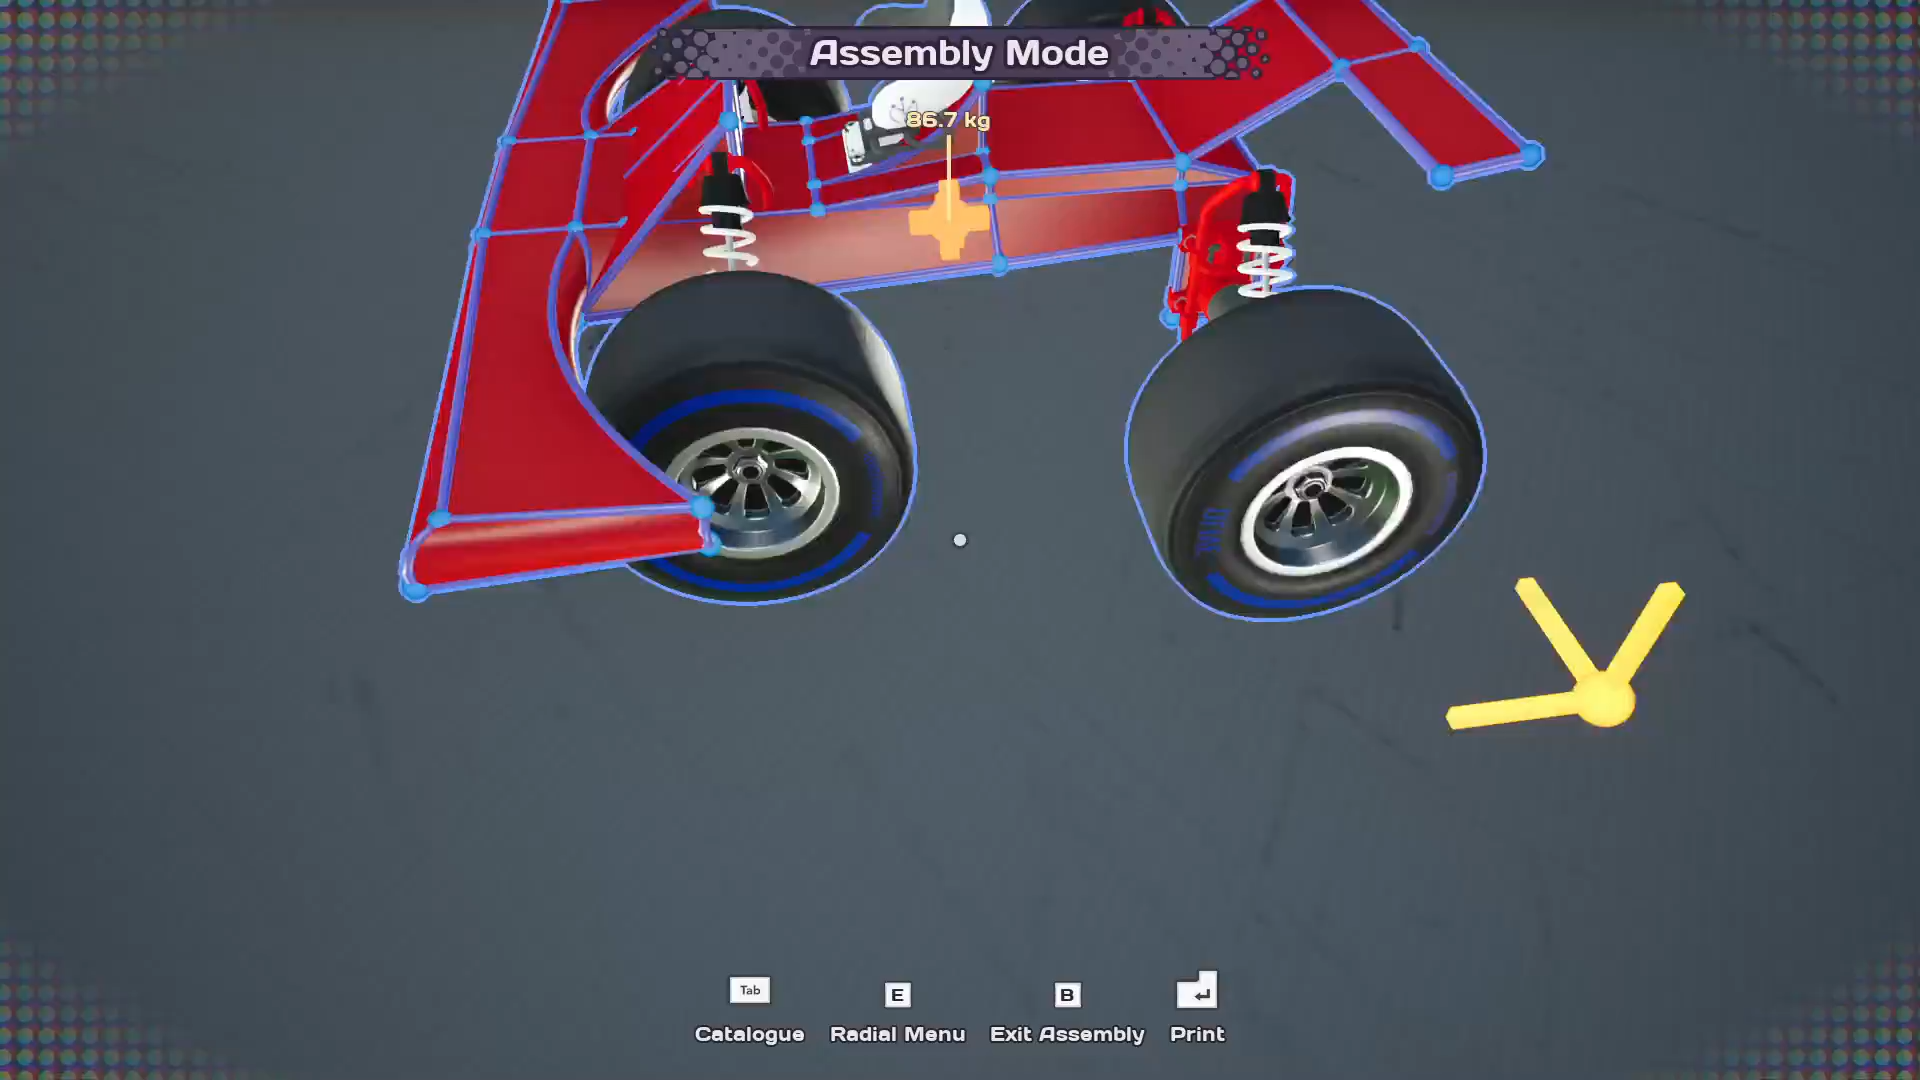 Assembly Mode
86.7 kg
Tab
E
B
Catalogue
Radial Menu
Exit Assembly
Print